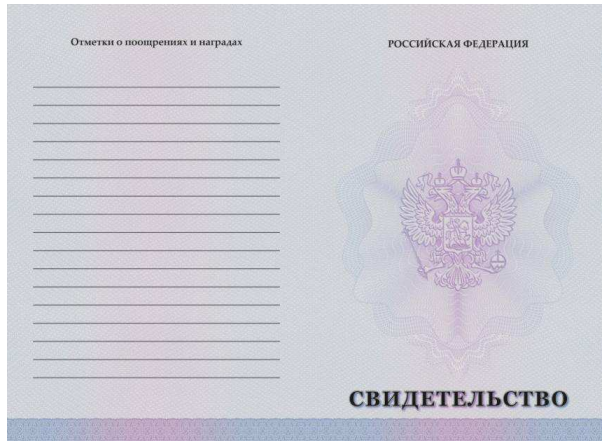 Отметки о поощрениях и наградах
РОССИЙСКАЯ ФЕДЕРАЦИЯ
СВИДЕТЕЛЬСТВО